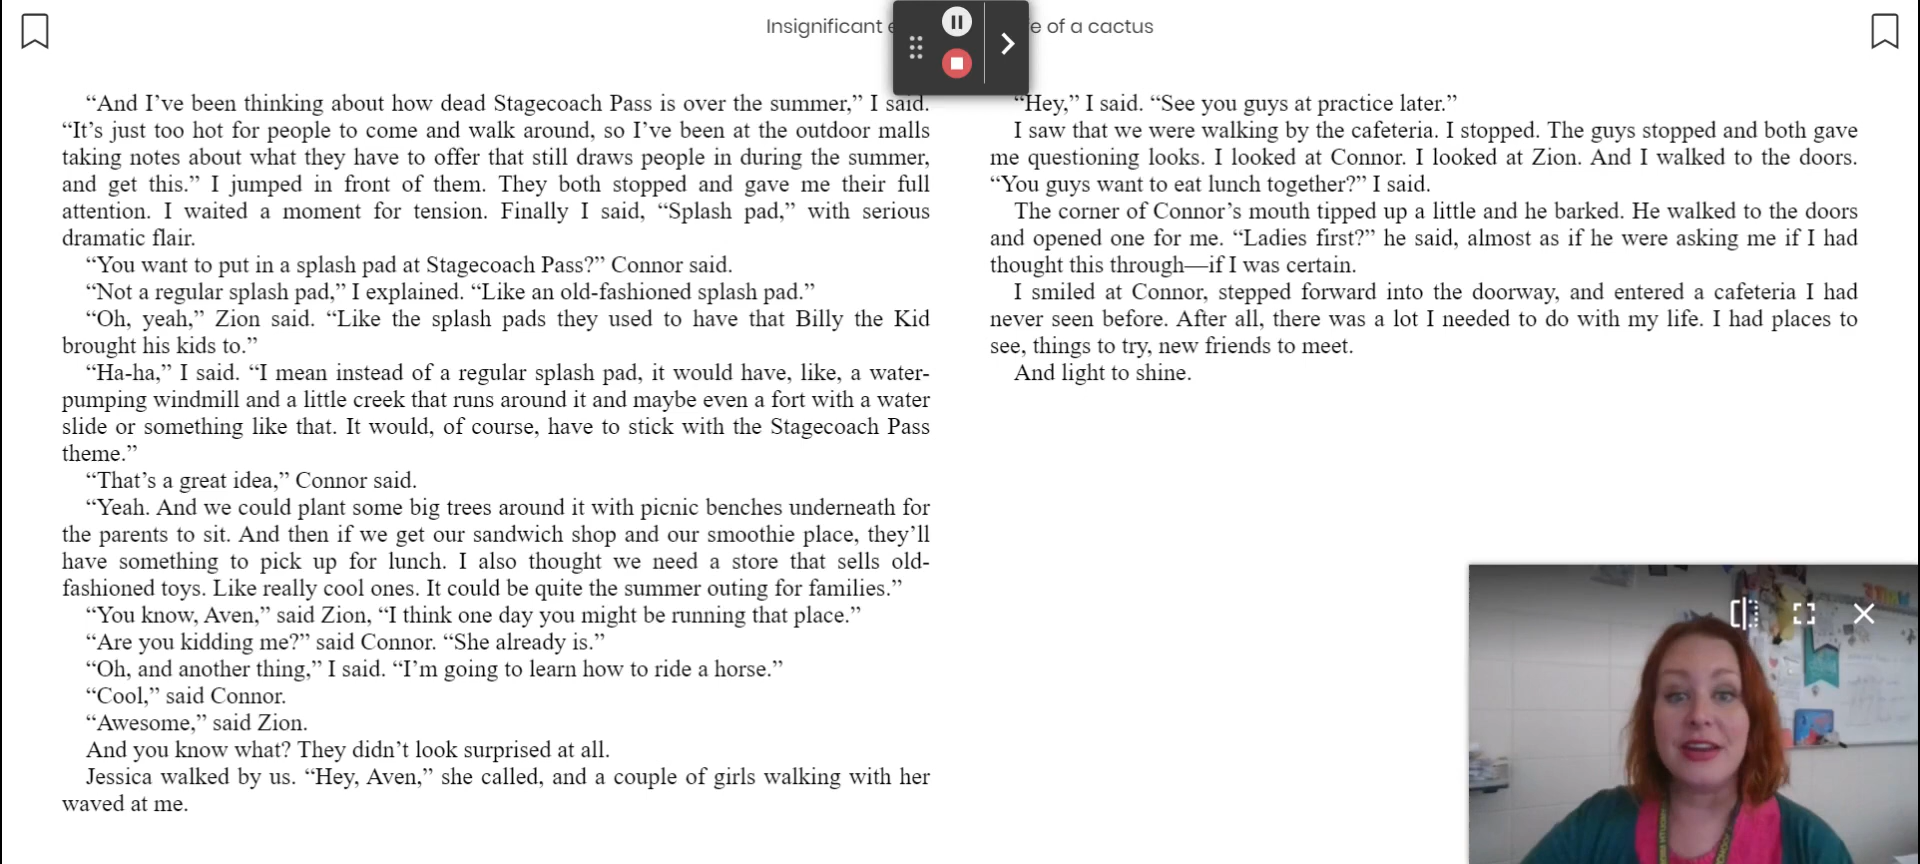 Insignificant e of a cactus
“And I’ve been thinking about how dead Stagecoach Pass is over the summer,” I said.
“It’s just too hot for people to come and walk around, so I’ve been at the outdoor malls
taking notes about what they have to offer that still draws people in during the summer,
and get this.” I jumped in front of them. They both stopped and gave me their full
attention. I waited a moment for tension. Finally I said, “Splash pad,” with serious
dramatic flair.
“You want to put in a splash pad at Stagecoach Pass?” Connor said.
“Not a regular splash pad,” I explained. “Like an old-fashioned splash pad.”
“Oh, yeah,” Zion said. “Like the splash pads they used to have that Billy the Kid
brought his kids to.”
“Ha-ha,” I said. “I mean instead of a regular splash pad, it would have, like, a water-
pumping windmill and a little creek that runs around it and maybe even a fort with a water
slide or something like that. It would, of course, have to stick with the Stagecoach Pass
theme.”
“That’s a great idea,” Connor said.
“Yeah. And we could plant some big trees around it with picnic benches underneath for
the parents to sit. And then if we get our sandwich shop and our smoothie place, they’ll
have something to pick up for lunch. I also thought we need a store that sells old-
fashioned toys. Like really cool ones. It could be quite the summer outing for families.”
“You know, Aven,” said Zion, “I think one day you might be running that place.”
“Are you kidding me?” said Connor. “She already is.”
“Oh, and another thing,” I said. “I’m going to learn how to ride a horse.”
“Cool,” said Connor.
“Awesome,” said Zion.
And you know what? They didn’t look surprised at all.
Jessica walked by us. “Hey, Aven,” she called, and a couple of girls walking with her
waved at me.
“Hey,” I said. “See you guys at practice later.”
I saw that we were walking by the cafeteria. I stopped. The guys stopped and both gave
me questioning looks. I looked at Connor. I looked at Zion. And I walked to the doors.
“You guys want to eat lunch together?” I said.
The corner of Connor’s mouth tipped up a little and he barked. He walked to the doors
and opened one for me. “Ladies first?” he said, almost as if he were asking me if I had
thought this through—if I was certain.
I smiled at Connor, stepped forward into the doorway, and entered a cafeteria I had
never seen before. After all, there was a lot I needed to do with my life. I had places to
see, things to try, new friends to meet.
And light to shine.